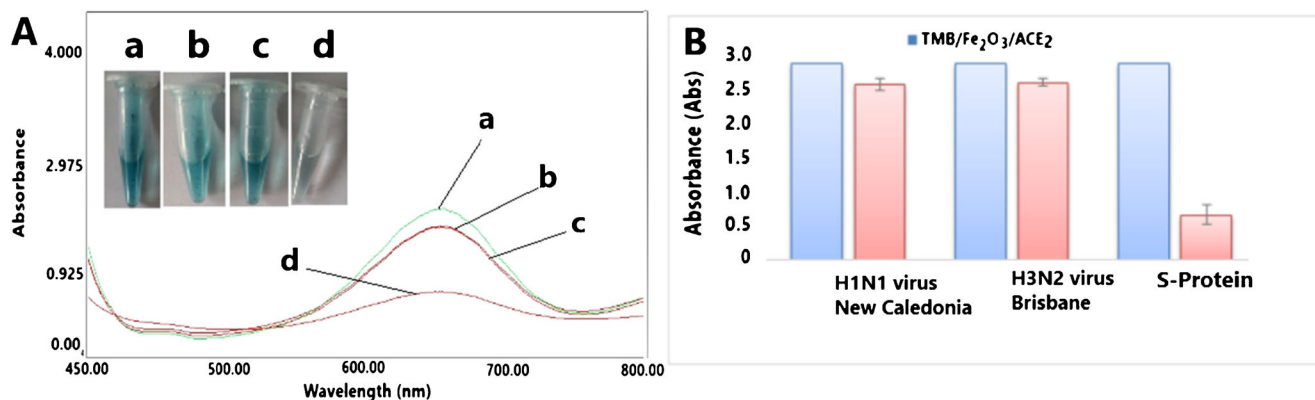 A
a b c d
4.000
2.975
0.925
0.00
Absorbance
a
b
c
d
450.00 500.00 600.00 700.00 800.00
Wavelength (nm)
B
TMB/Fe₂O₃/ACE₂
3.0
2.5
2.0
1.5
1.0
0.5
0
Absorbance (Abs)
H1N1 virus
New Caledonia
H3N2 virus
Brisbane
S-Protein